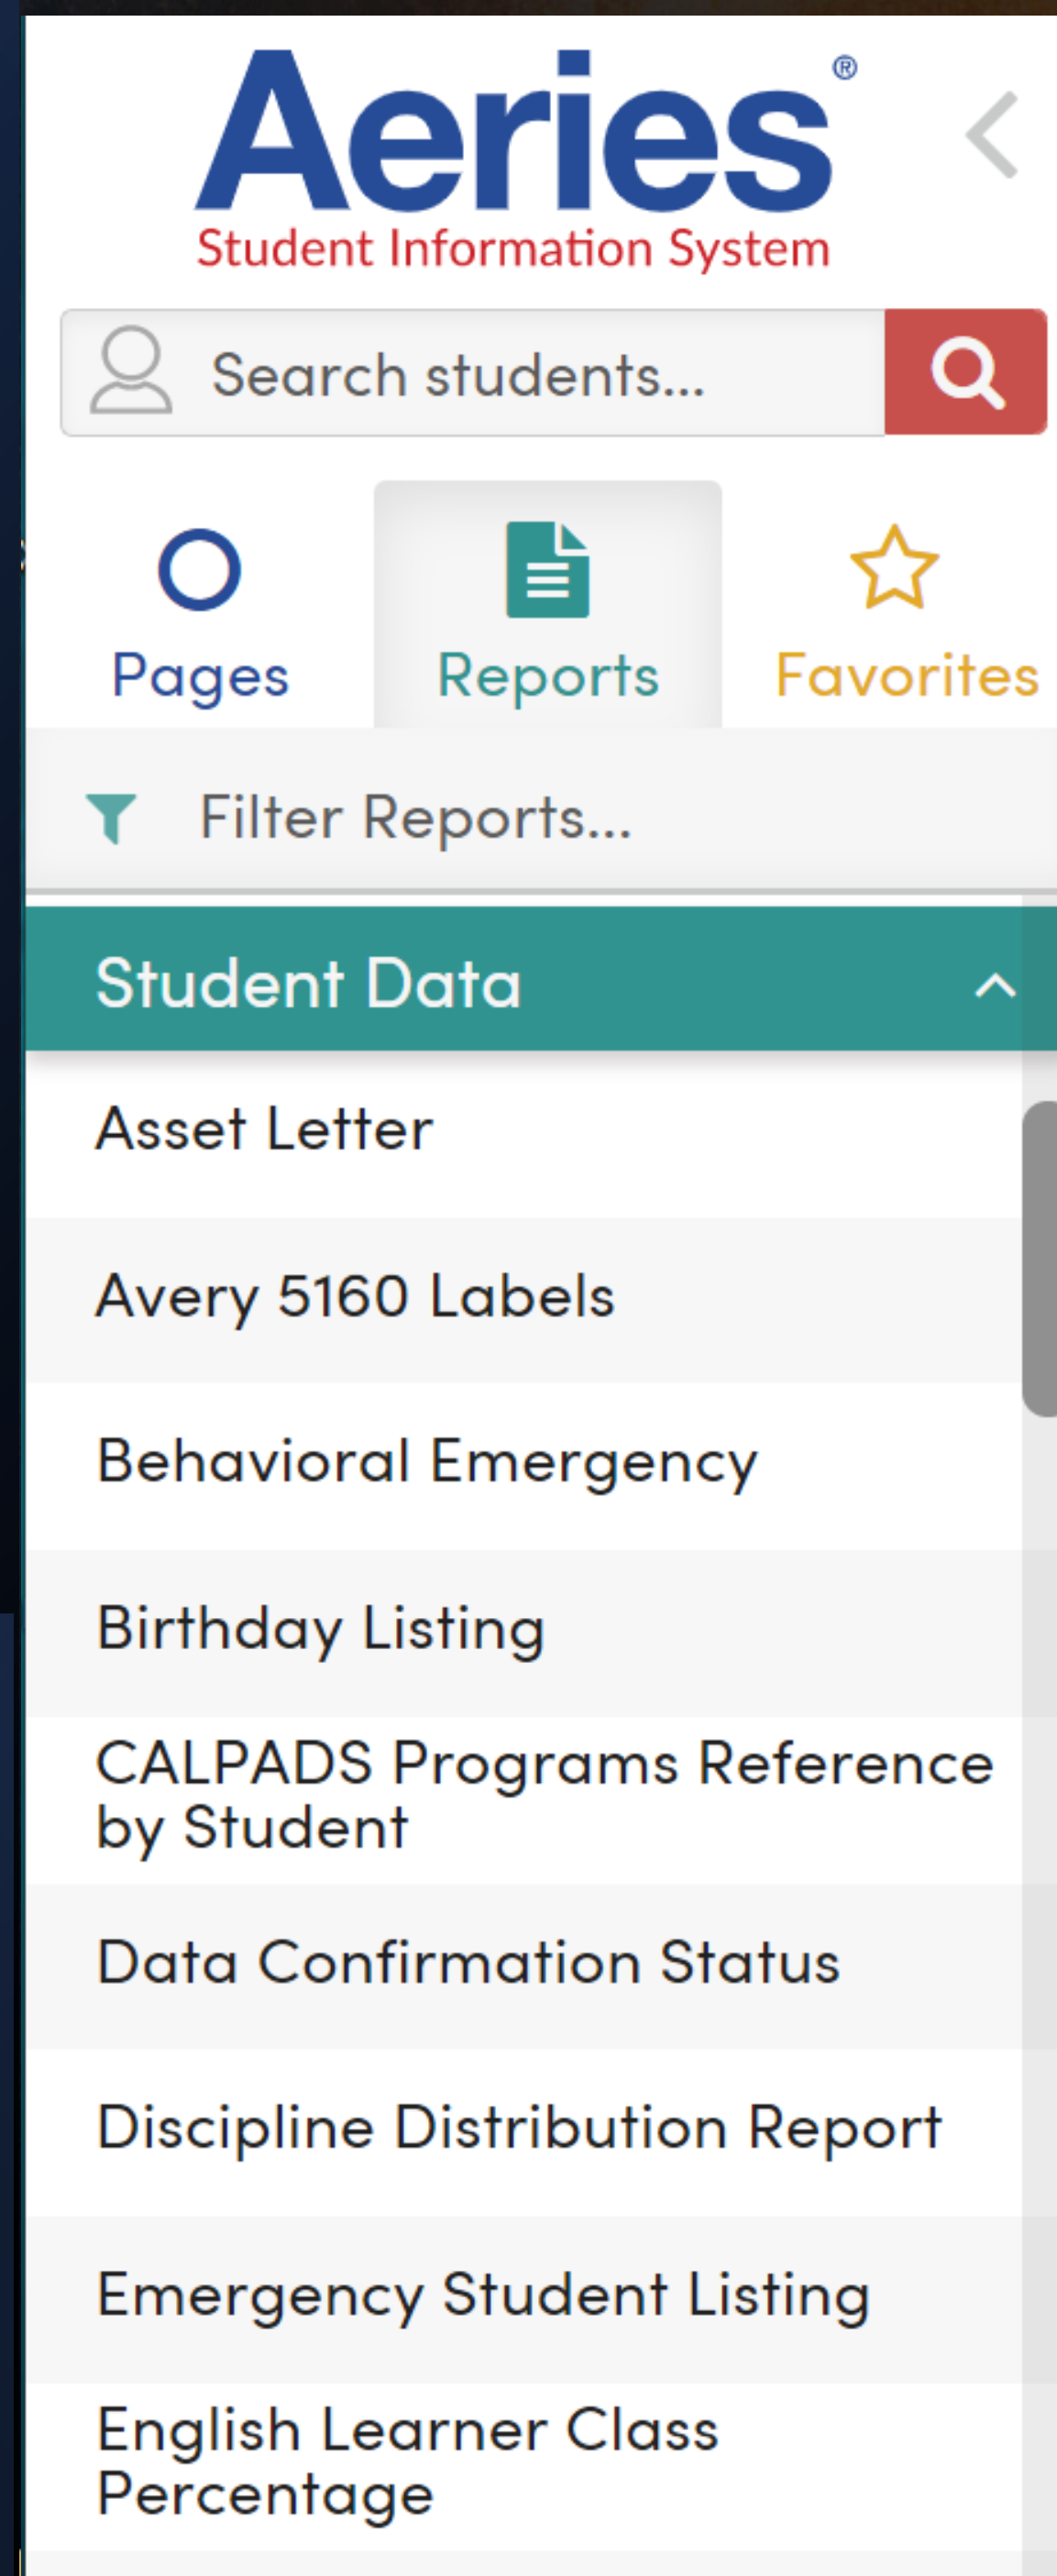 Aeries®
Student Information System
Search students...
Pages
Reports
Favorites
Filter Reports...
Student Data
Asset Letter
Avery 5160 Labels
Behavioral Emergency
Birthday Listing
CALPADS Programs Reference
by Student
Data Confirmation Status
Discipline Distribution Report
Emergency Student Listing
English Learner Class
Percentage